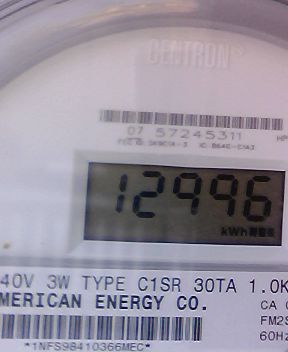 CENTRON®
07 57245311
12996
kWh
40V 3W TYPE C1SR 30TA 1.0K
MERICAN ENERGY CO.
CA
FM2S
60Hz
*1NFS98410366MEC*